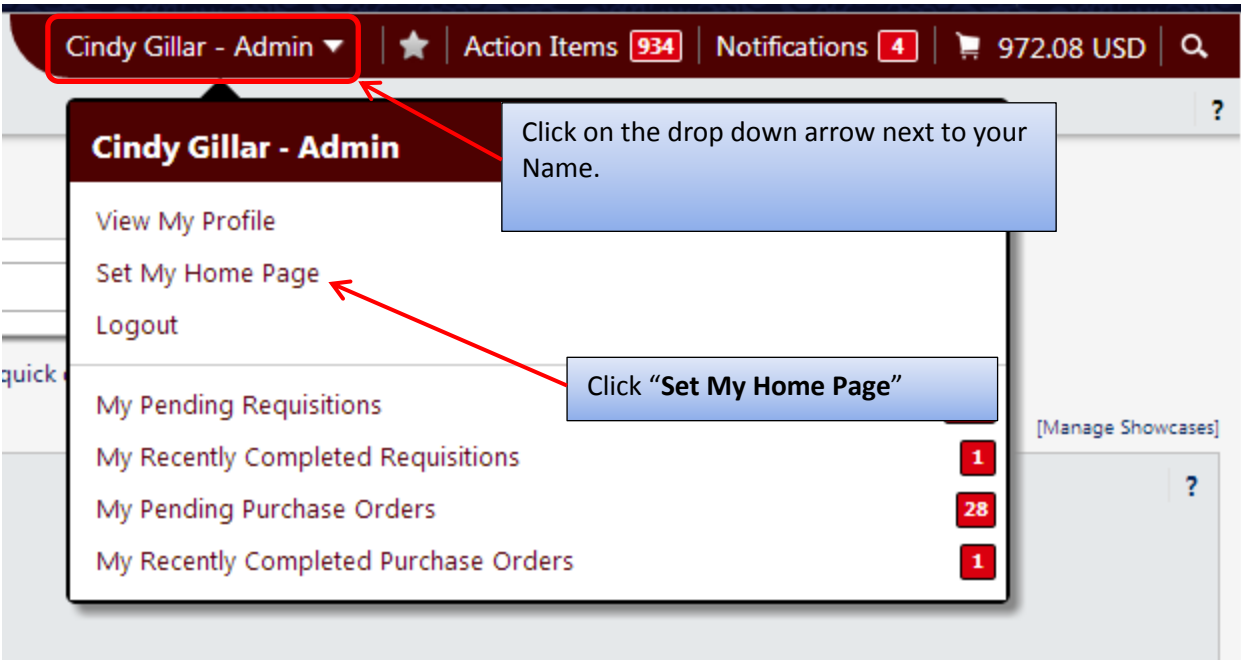 Cindy Gillar - Admin ▼ | ★ | Action Items 934 | Notifications 4 | 972.08 USD |
?
Cindy Gillar - Admin
Click on the drop down arrow next to your
Name.
View My Profile
Set My Home Page
Logout
quick
Click “Set My Home Page”
My Pending Requisitions
[Manage Showcases]
My Recently Completed Requisitions 1
?
My Pending Purchase Orders 28
My Recently Completed Purchase Orders 1